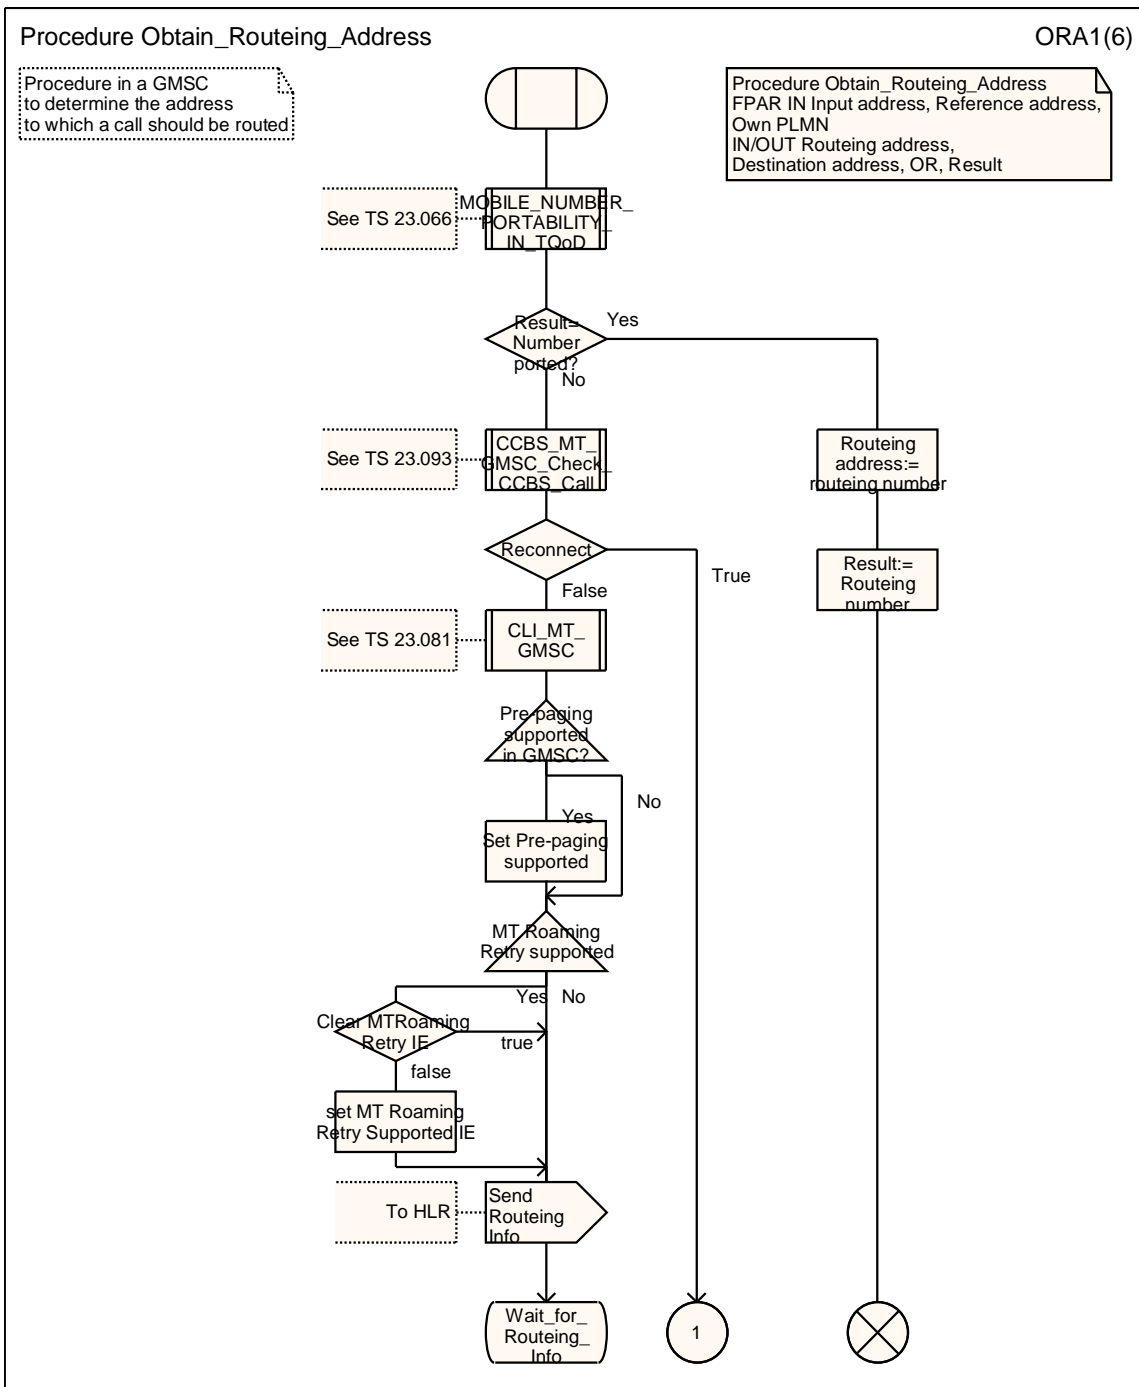 Procedure Obtain_Routeing_Address
ORA1(6)
Procedure in a GMSC
to determine the address
to which a call should be routed
Procedure Obtain_Routeing_Address
FPAR IN Input address, Reference address,
Own PLMN
IN/OUT Routeing address,
Destination address, OR, Result
See TS 23.066
MOBILE_NUMBER_
PORTABILITY_
IN_TQoD
Result=
Number
ported?
Yes
No
See TS 23.093
CCBS_MT_
GMSC_Check_
CCBS_Call
Routeing
address:=
routeing number
Reconnect
True
False
Result:=
Routeing
number
See TS 23.081
CLI_MT_
GMSC
Pre-paging
supported
in GMSC?
No
Yes
Set Pre-paging
supported
MT Roaming
Retry supported
Yes
No
Clear MTRoaming
Retry IE
true
false
set MT Roaming
Retry Supported IE
To HLR
Send
Routeing
Info
Wait_for_
Routeing_
Info
1